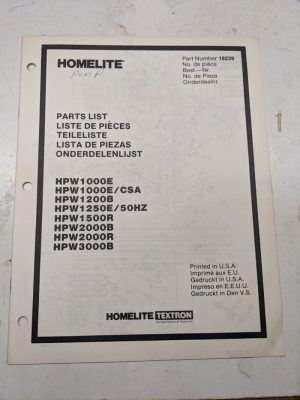 HOMELITE®
Part Number 18239
No. de pièce
Best.–Nr.
No. de Pieza
Onderdeelnr.
PARTS LIST
LISTE DE PIÈCES
TEILELISTE
LISTA DE PIEZAS
ONDERDELENLIJST
HPW1000E
HPW1000E/CSA
HPW1200B
HPW1250E/50HZ
HPW1500R
HPW2000B
HPW2000R
HPW3000B
Printed in U.S.A.
Imprimé aux E.U.
Gedruckt in U.S.A.
Impreso en E.E.U.U.
Gedruckt in Den V.S.
HOMELITE TEXTRON